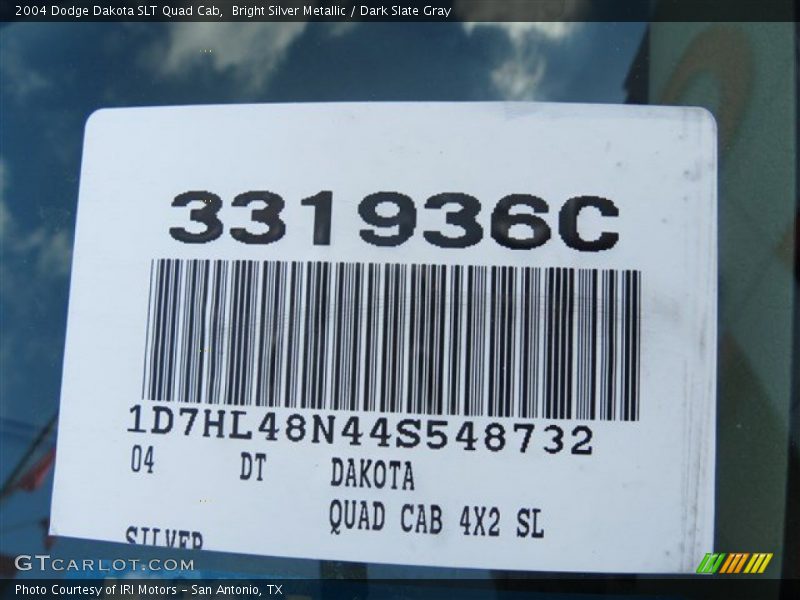 2004 Dodge Dakota SLT Quad Cab,  Bright Silver Metallic / Dark Slate Gray
331936C
1D7HL48N44S548732
04 DT DAKOTA
QUAD CAB 4X2 SL
SILVER
GTCARLOT.COM
Photo Courtesy of IRI Motors - San Antonio, TX